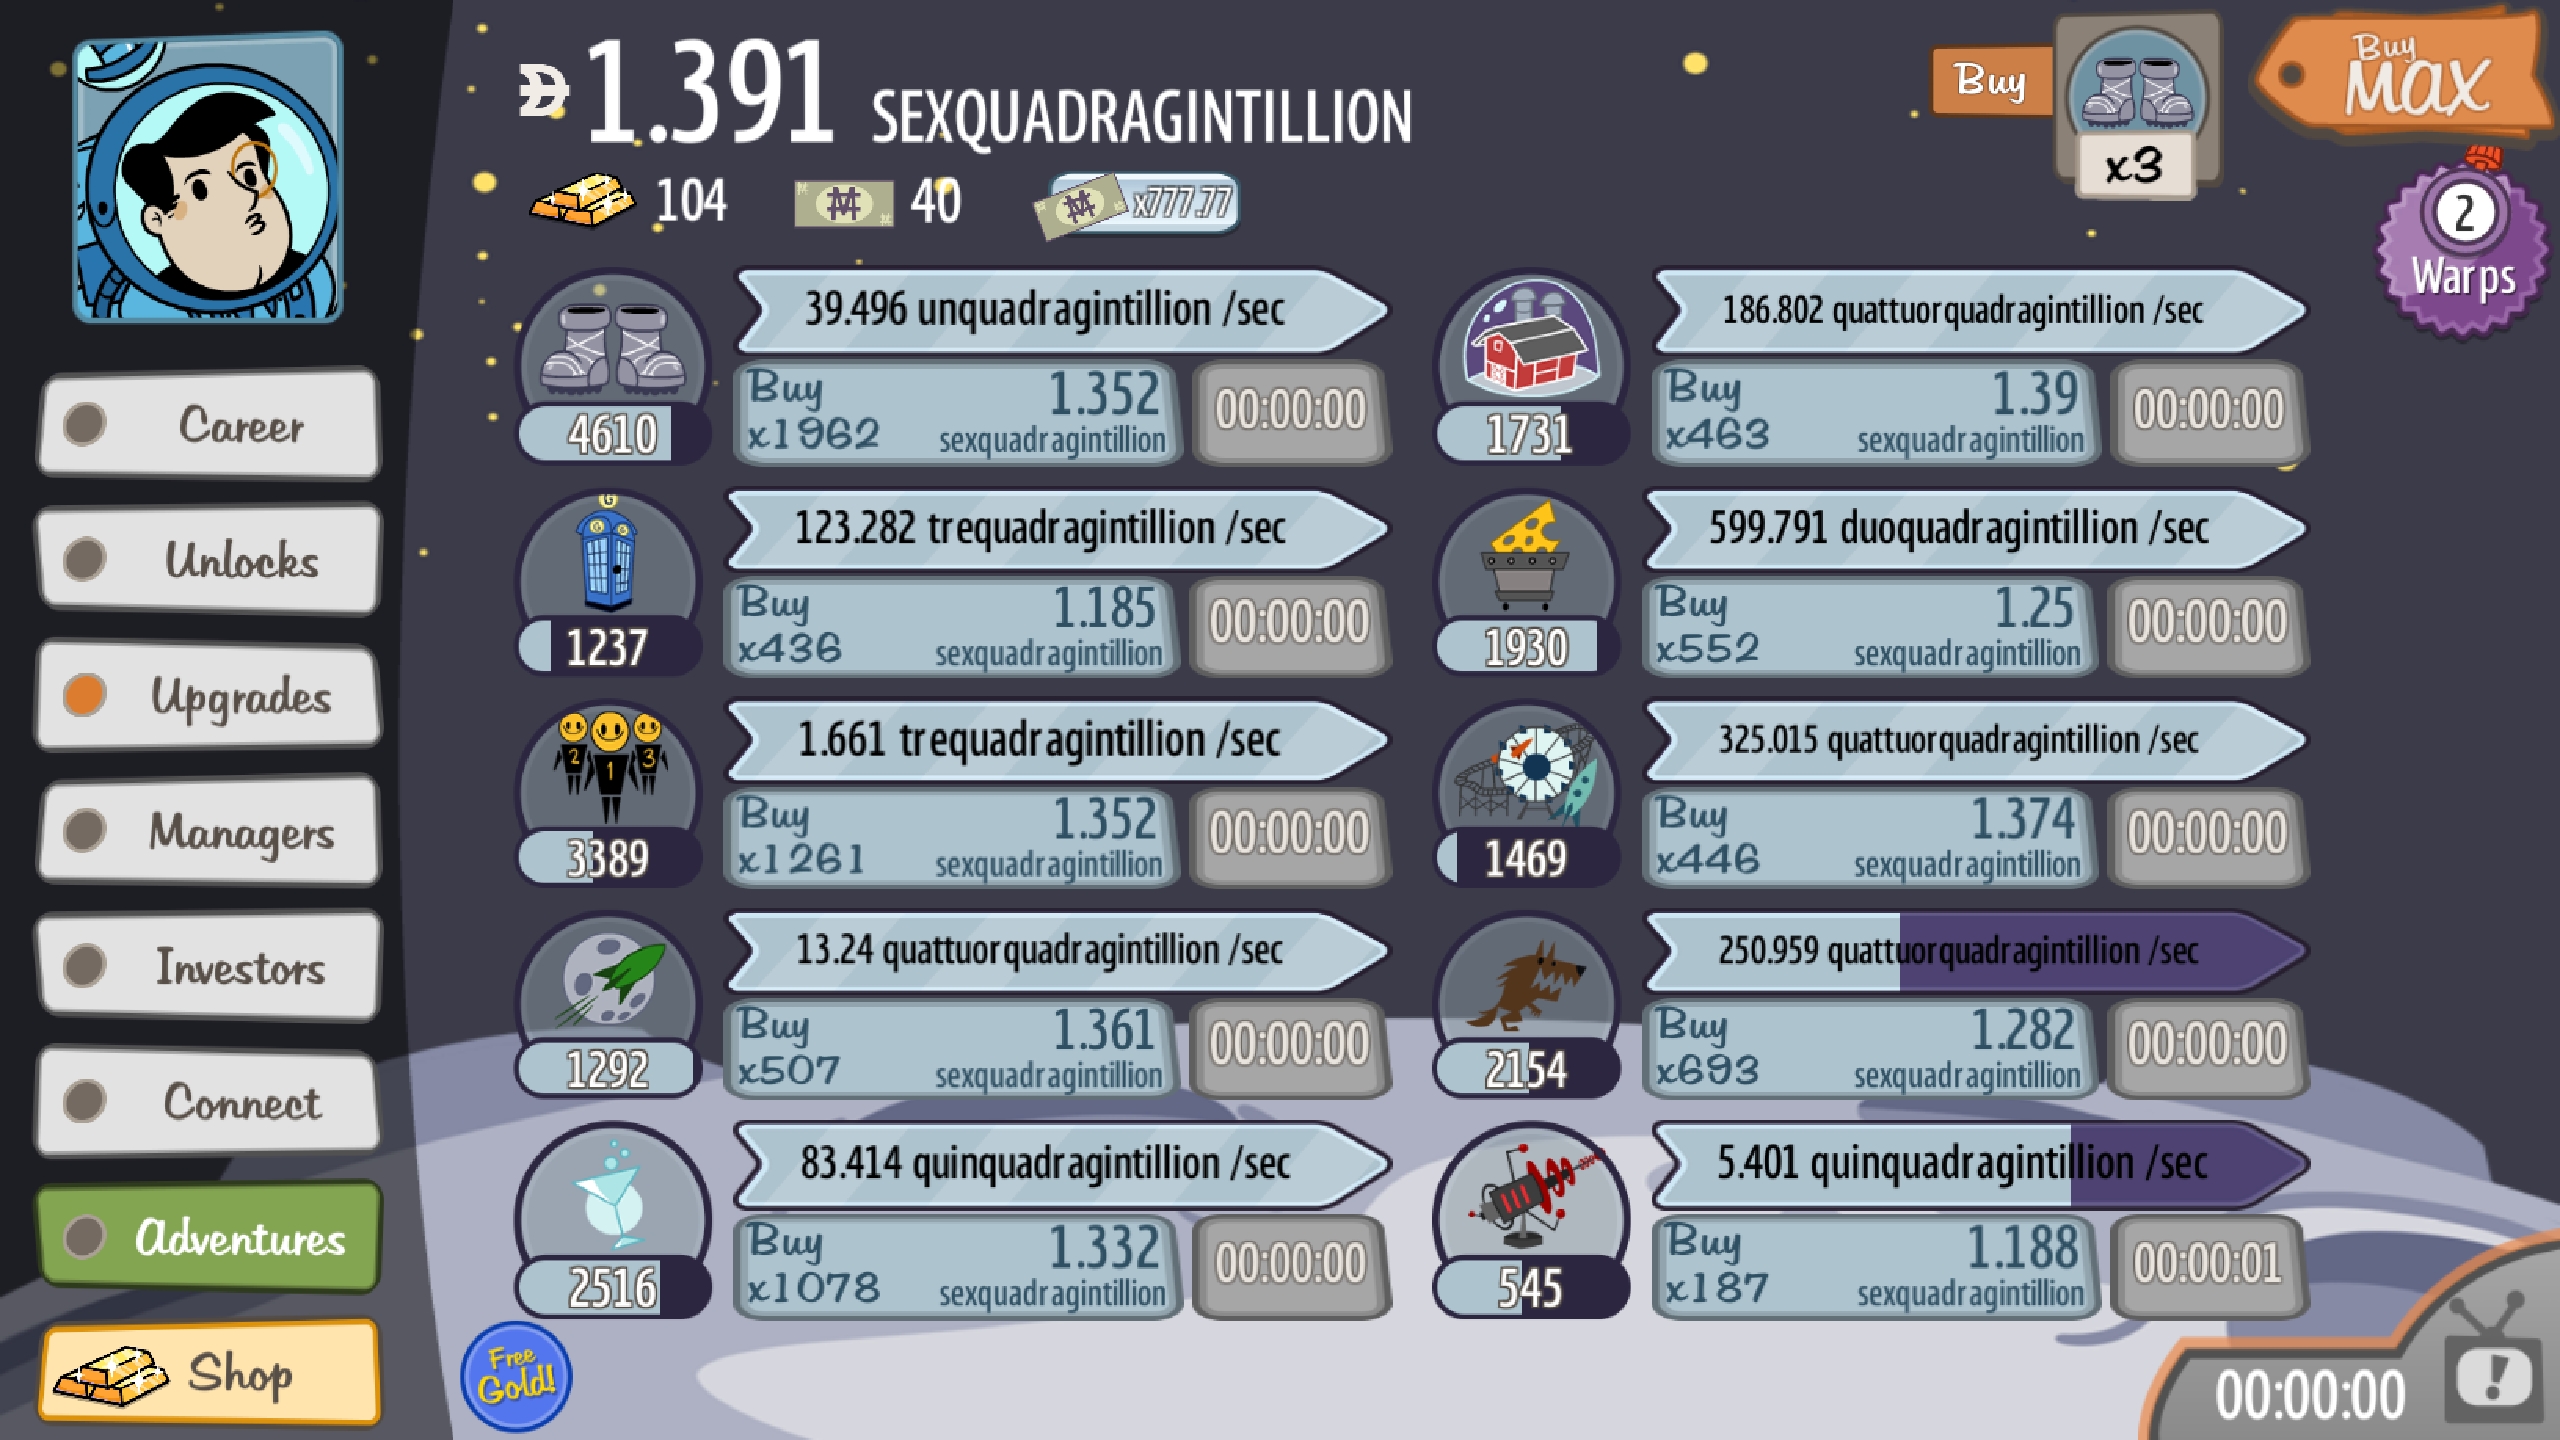 1.391 SEXQUADRAGINTILLION
104
40
x777.77
Buy
x3
Buy
MAX
2
Warps
Career
Unlocks
Upgrades
Managers
Investors
Connect
Adventures
Shop
39.496 unquadragintillion /sec
4610
Buy
x1962
1.352
sexquadragintillion
00:00:00
186.802 quattuorquadragintillion /sec
1731
Buy
x463
1.39
sexquadragintillion
00:00:00
G
123.282 trequadragintillion /sec
1237
Buy
x436
1.185
sexquadragintillion
00:00:00
599.791 duoquadragintillion /sec
1930
Buy
x552
1.25
sexquadragintillion
00:00:00
2 1 3
1.661 trequadragintillion /sec
3389
Buy
x1261
1.352
sexquadragintillion
00:00:00
325.015 quattuorquadragintillion /sec
1469
Buy
x446
1.374
sexquadragintillion
00:00:00
13.24 quattuorquadragintillion /sec
1292
Buy
x507
1.361
sexquadragintillion
00:00:00
250.959 quattuorquadragintillion /sec
2154
Buy
x693
1.282
sexquadragintillion
00:00:00
83.414 quinquadragintillion /sec
2516
Buy
x1078
1.332
sexquadragintillion
00:00:00
5.401 quinquadragintillion /sec
545
Buy
x187
1.188
sexquadragintillion
00:00:01
Free
Gold!
00:00:00
!